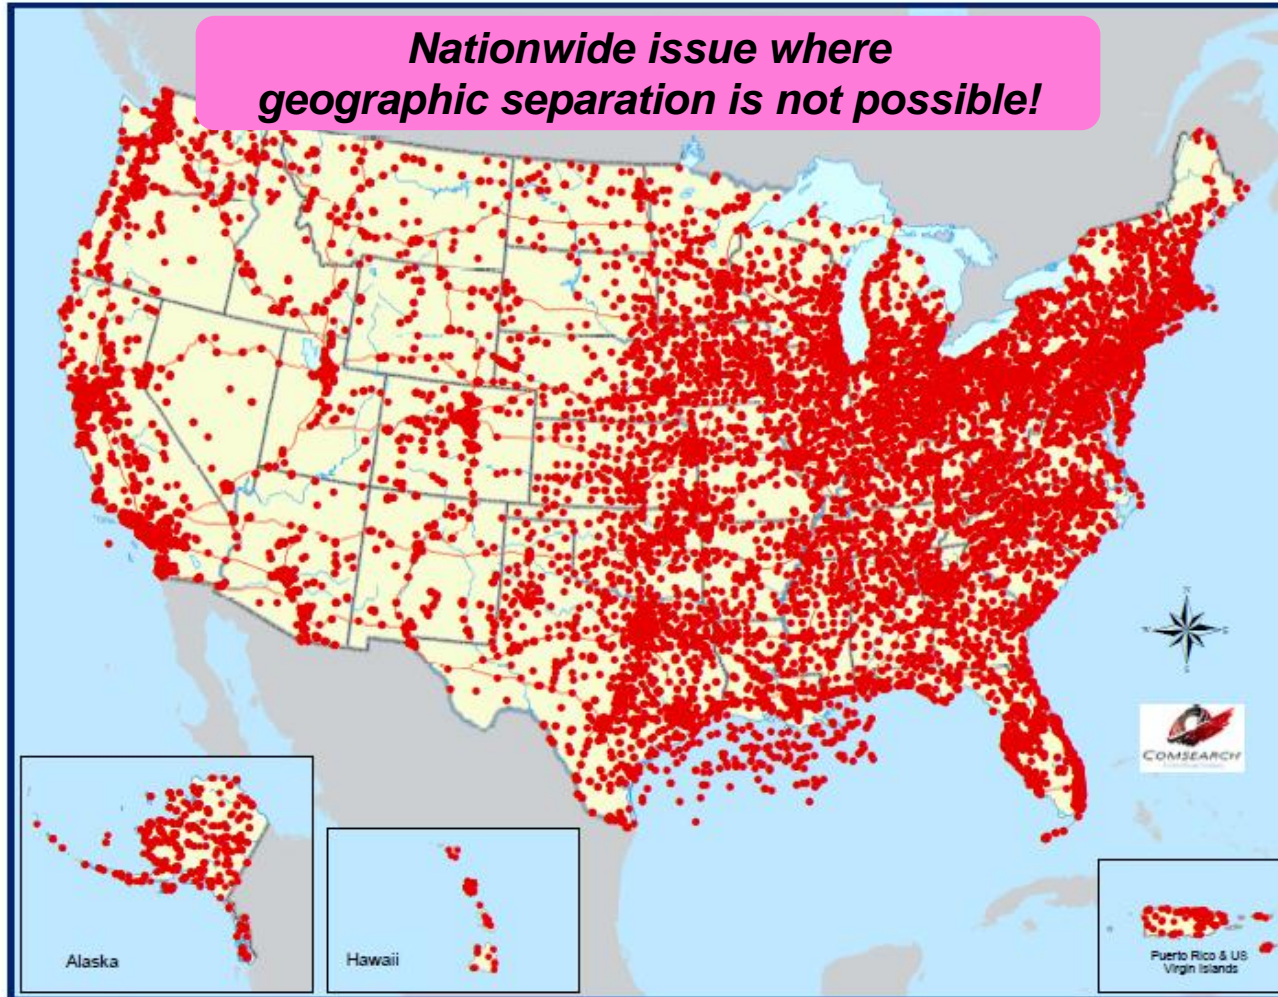 Nationwide issue where
geographic separation is not possible!
N
S
COMSEARCH
Alaska
Hawaii
Puerto Rico & US
Virgin Islands